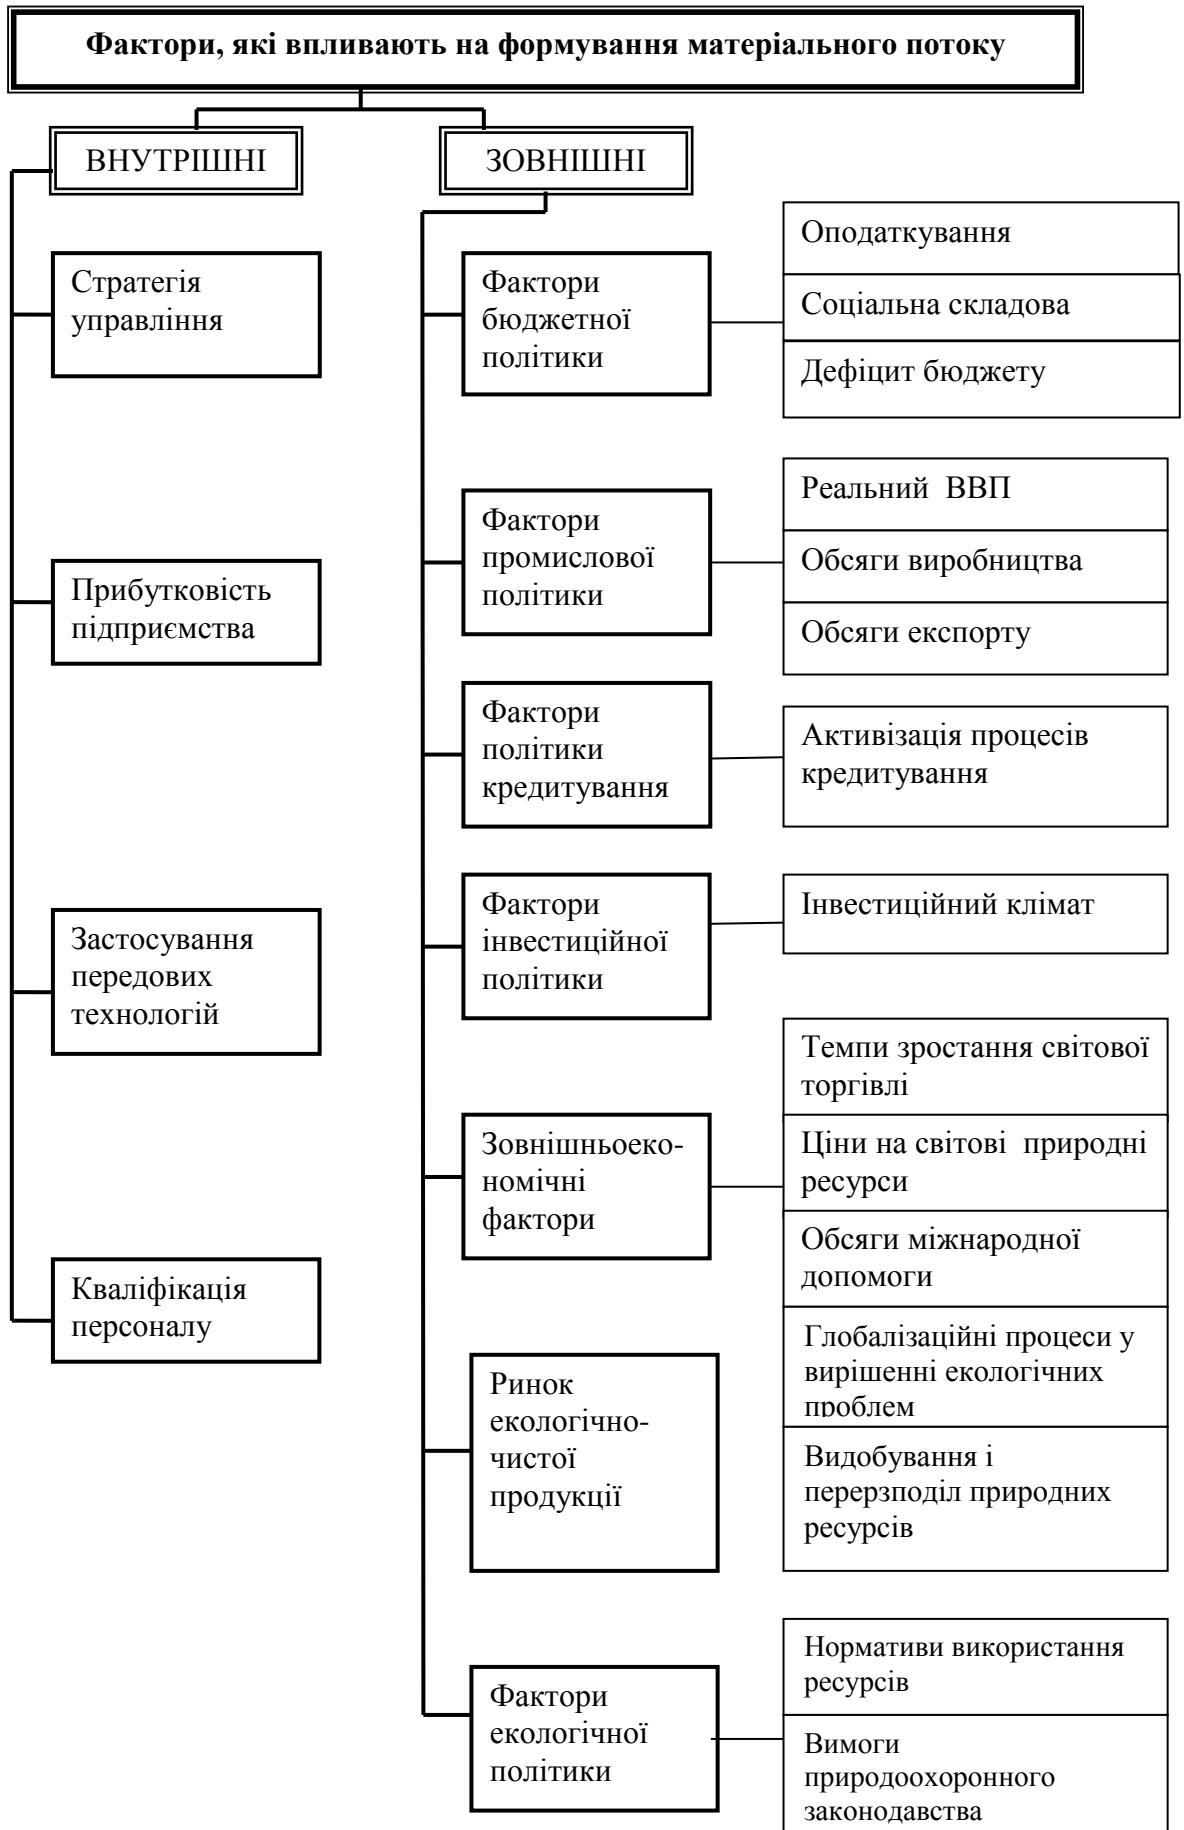 Фактори, які впливають на формування матеріального потоку
ВНУТРІШНІ
ЗОВНІШНІ
Стратегія
управління
Прибутковість
підприємства
Застосування
передових
технологій
Кваліфікація
персоналу
Фактори
бюджетної
політики
Оподаткування
Соціальна складова
Дефіцит бюджету
Фактори
промислової
політики
Реальний ВВП
Обсяги виробництва
Обсяги експорту
Фактори
політики
кредитування
Активізація процесів
кредитування
Фактори
інвестиційної
політики
Інвестиційний клімат
Зовнішньоеко-
номічні
фактори
Темпи зростання світової
торгівлі
Ціни на світові природні
ресурси
Обсяги міжнародної
допомоги
Глобалізаційні процеси у
вирішенні екологічних
проблем
Видобування і
перерзподіл природних
ресурсів
Ринок
екологічно-
чистої
продукції
Фактори
екологічної
політики
Нормативи використання
ресурсів
Вимоги
природоохоронного
законодавства